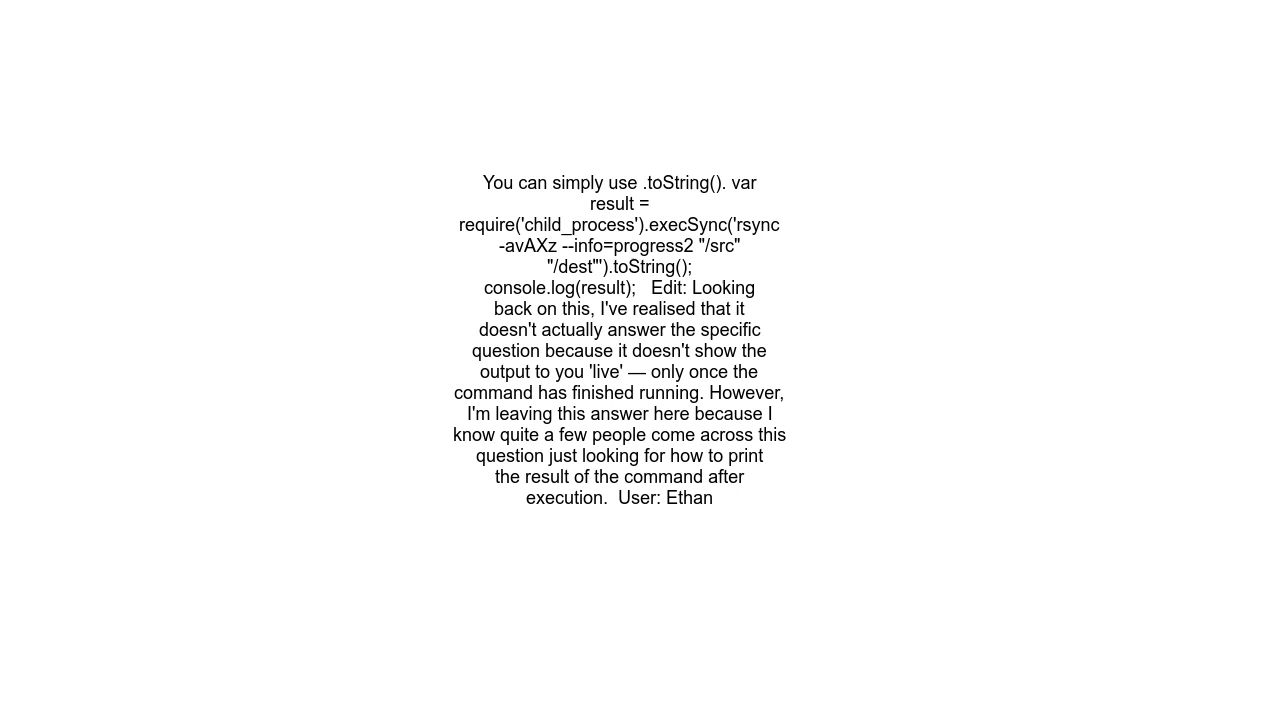 You can simply use .toString(). var
result =
require('child_process').execSync('rsync
-avAXz --info=progress2 "/src"
"/dest"').toString();
console.log(result);   Edit: Looking
back on this, I've realised that it
doesn't actually answer the specific
question because it doesn't show the
output to you 'live' — only once the
command has finished running. However,
I'm leaving this answer here because I
know quite a few people come across this
question just looking for how to print
the result of the command after
execution.  User: Ethan